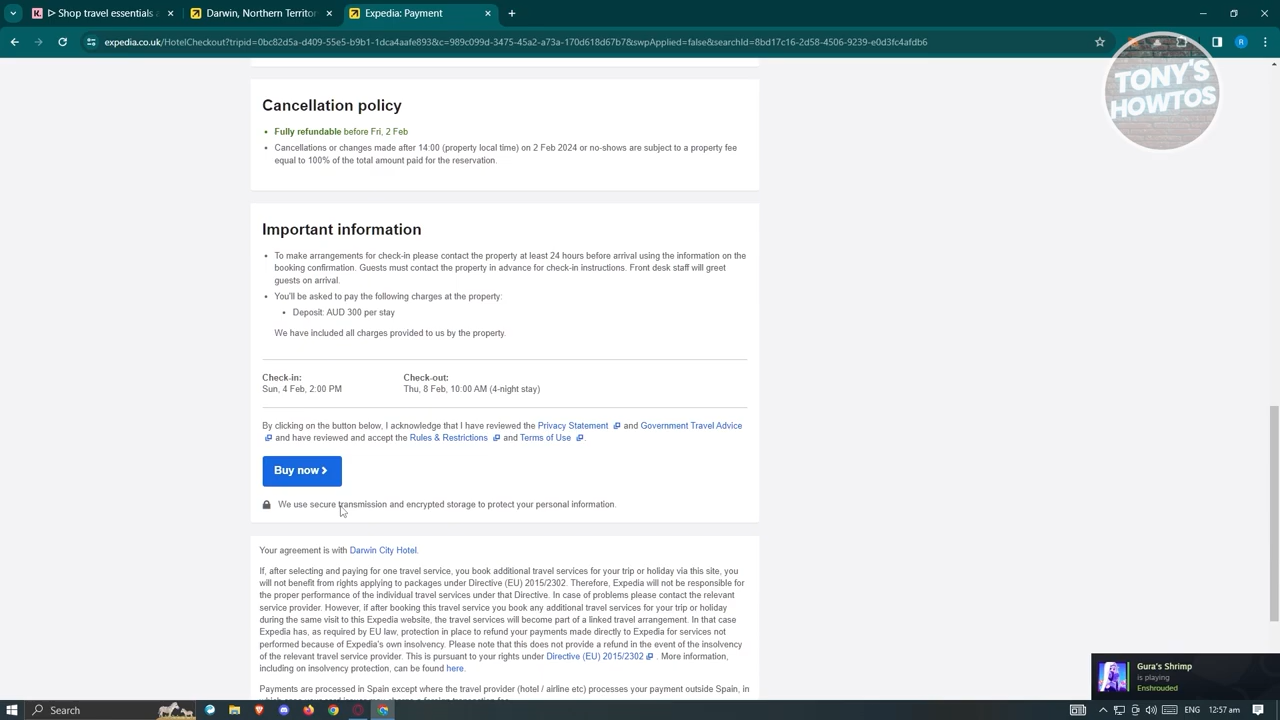 Shop travel essentials a
Darwin, Northern Territor
Expedia: Payment
expedia.co.uk/HotelCheckout?tripid=0bc82d5a-d409-55e5-b9b1-1dca4aafe893&c=989c099d-3475-45a2-a73a-170d618d67b7&swpApplied=false&searchId=8bd17c16-2d58-4506-9239-e0d3fc4afdb6
TONY'S
HOWTOS
Cancellation policy
Fully refundable before Fri, 2 Feb
Cancellations or changes made after 14:00 (property local time) on 2 Feb 2024 or no-shows are subject to a property fee
equal to 100% of the total amount paid for the reservation.
Important information
To make arrangements for check-in please contact the property at least 24 hours before arrival using the information on the
booking confirmation. Guests must contact the property in advance for check-in instructions. Front desk staff will greet
guests on arrival.
You'll be asked to pay the following charges at the property:
Deposit: AUD 300 per stay
We have included all charges provided to us by the property.
Check-in:
Sun, 4 Feb, 2:00 PM
Check-out:
Thu, 8 Feb, 10:00 AM (4-night stay)
By clicking on the button below, I acknowledge that I have reviewed the Privacy Statement and Government Travel Advice
and have reviewed and accept the Rules & Restrictions and Terms of Use .
Buy now
We use secure transmission and encrypted storage to protect your personal information.
Your agreement is with Darwin City Hotel.
If, after selecting and paying for one travel service, you book additional travel services for your trip or holiday via this site, you
will not benefit from rights applying to packages under Directive (EU) 2015/2302. Therefore, Expedia will not be responsible for
the proper performance of the individual travel services under that Directive. In case of problems please contact the relevant
service provider. However, if after booking this travel service you book any additional travel services for your trip or holiday
during the same visit to this Expedia website, the travel services will become part of a linked travel arrangement. In that case
Expedia has, as required by EU law, protection in place to refund your payments made directly to Expedia for services not
performed because of Expedia's own insolvency. Please note that this does not provide a refund in the event of the insolvency
of the relevant travel service provider. This is pursuant to your rights under Directive (EU) 2015/2302 . More information,
including on insolvency protection, can be found here.
Payments are processed in Spain except where the travel provider (hotel / airline etc) processes your payment outside Spain, in
Gura's Shrimp
is playing
Enshrouded
Search
12:57 am